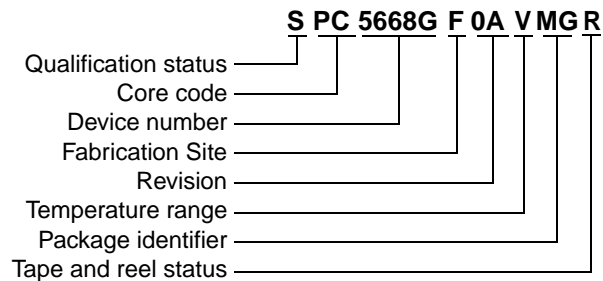 S PC 5668G F 0A V MG R
Qualification status
Core code
Device number
Fabrication Site
Revision
Temperature range
Package identifier
Tape and reel status